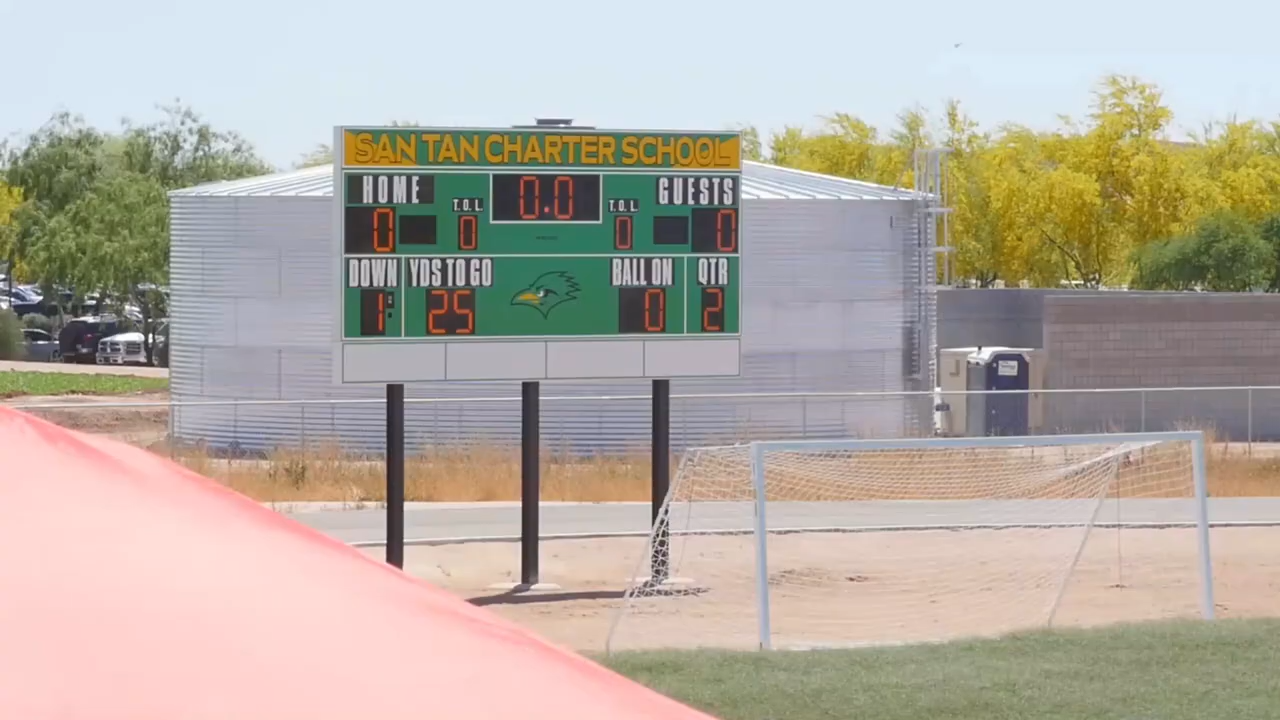 SAN TAN CHARTER SCHOOL
HOME 0.0 GUESTS
0 T.O.L. 0 T.O.L. 0 0
DOWN YDS TO GO BALL ON QTR
1 25 0 2